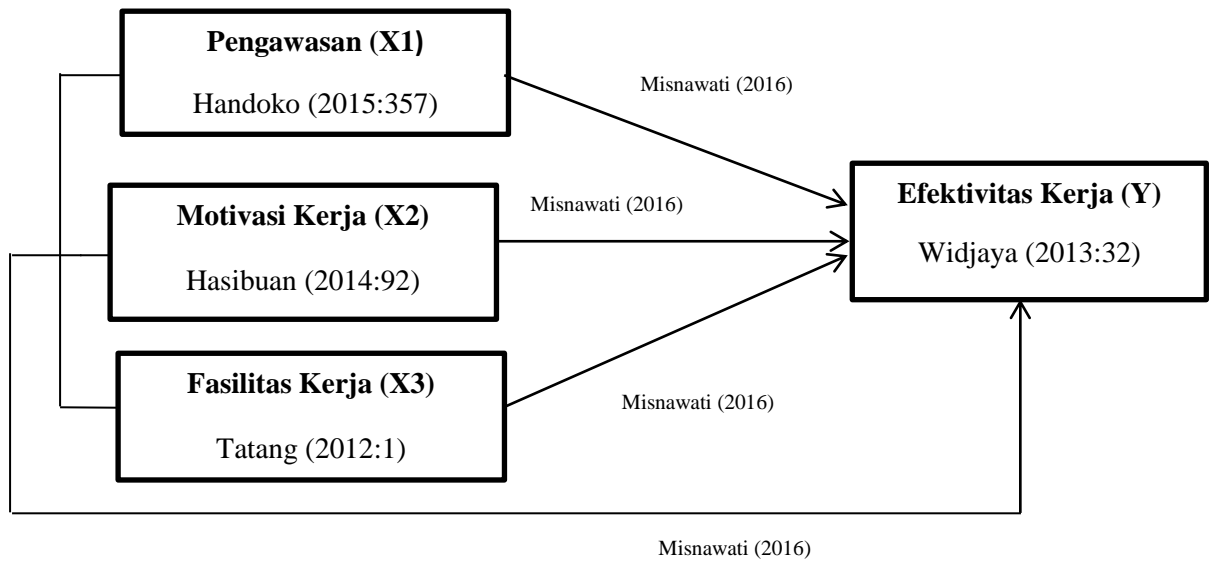 Pengawasan (X1)
Handoko (2015:357)
Misnawati (2016)
Motivasi Kerja (X2)
Hasibuan (2014:92)
Misnawati (2016)
Efektivitas Kerja (Y)
Widjaya (2013:32)
Fasilitas Kerja (X3)
Tatang (2012:1)
Misnawati (2016)
Misnawati (2016)